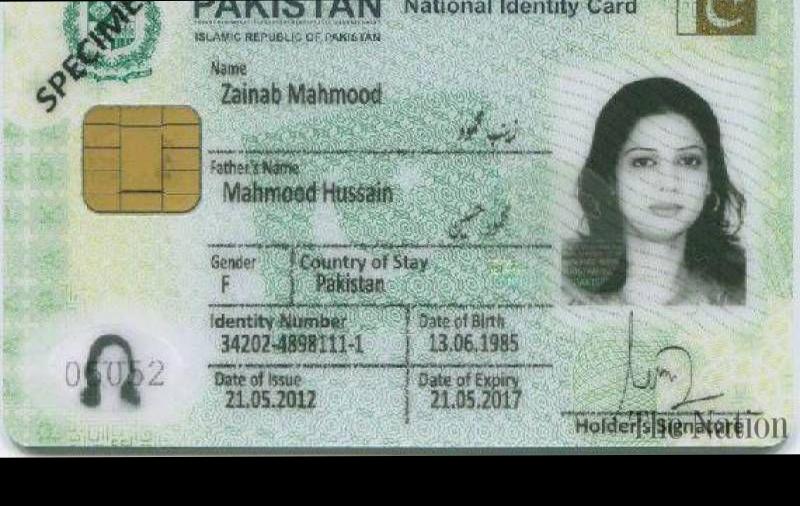 SPECIMEN
PAKISTAN National Identity Card
ISLAMIC REPUBLIC OF PAKISTAN
Name
Zainab Mahmood
زینب محمود
Father's Name
Mahmood Hussain
محمود حسین
Gender Country of Stay
F Pakistan
Identity Number Date of Birth
34202-4898111-1 13.06.1985
Date of Issue Date of Expiry
21.05.2012 21.05.2017
Holder's Signature
The Nation